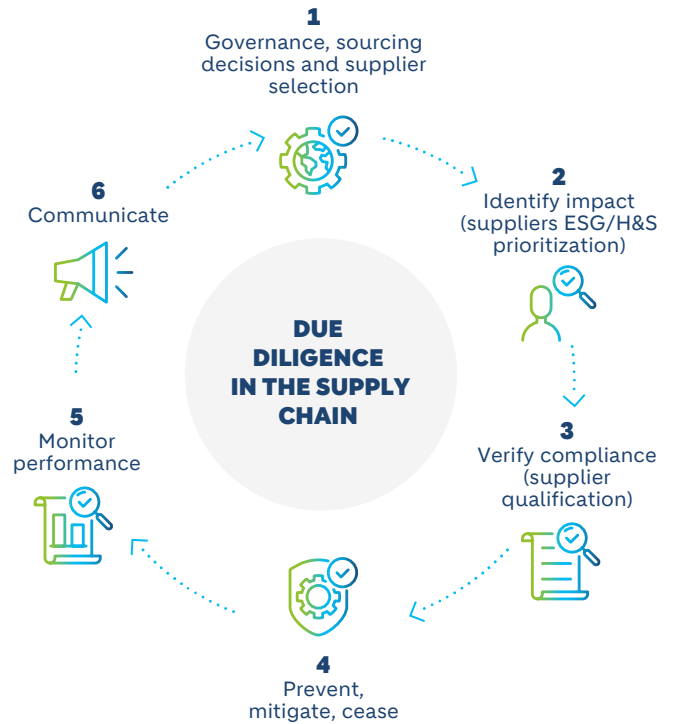 1
Governance, sourcing
decisions and supplier
selection
2
Identify impact
(suppliers ESG/H&S
prioritization)
3
Verify compliance
(supplier
qualification)
4
Prevent,
mitigate, cease
5
Monitor
performance
6
Communicate
DUE
DILIGENCE
IN THE SUPPLY
CHAIN